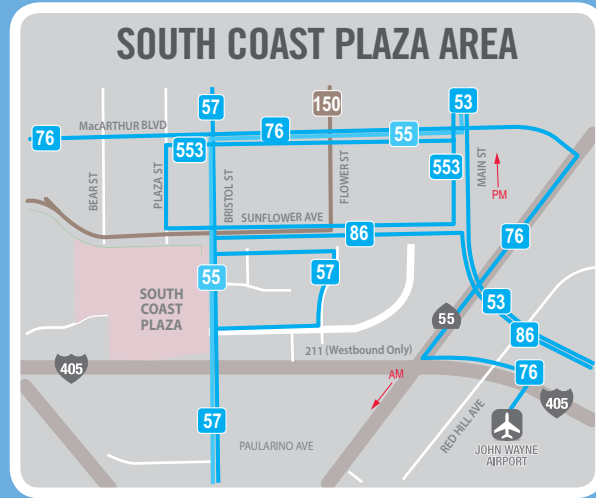 SOUTH COAST PLAZA AREA
57
150
53
MacARTHUR BLVD
76
76
55
553
553
BEAR ST
PLAZA ST
BRISTOL ST
FLOWER ST
MAIN ST
PM
SUNFLOWER AVE
86
76
55
57
SOUTH
COAST
PLAZA
53
55
86
211 (Westbound Only)
405
AM
76
405
57
RED HILL AVE
PAULARINO AVE
JOHN WAYNE
AIRPORT